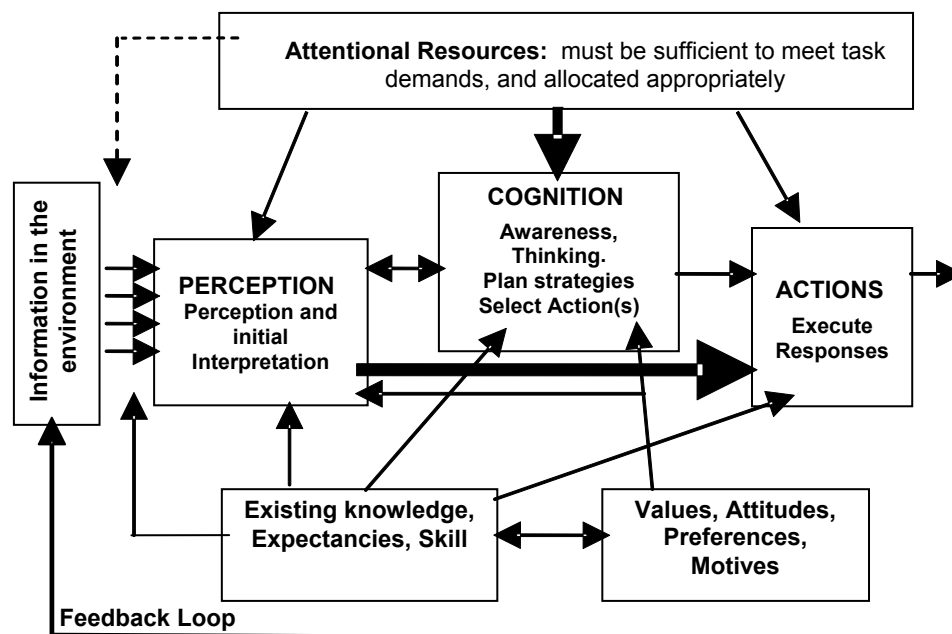 Attentional Resources: must be sufficient to meet task
demands, and allocated appropriately
Information in the
environment
PERCEPTION
Perception and
initial
Interpretation
COGNITION
Awareness,
Thinking.
Plan strategies
Select Action(s)
ACTIONS
Execute
Responses
Existing knowledge,
Expectancies, Skill
Values, Attitudes,
Preferences,
Motives
Feedback Loop